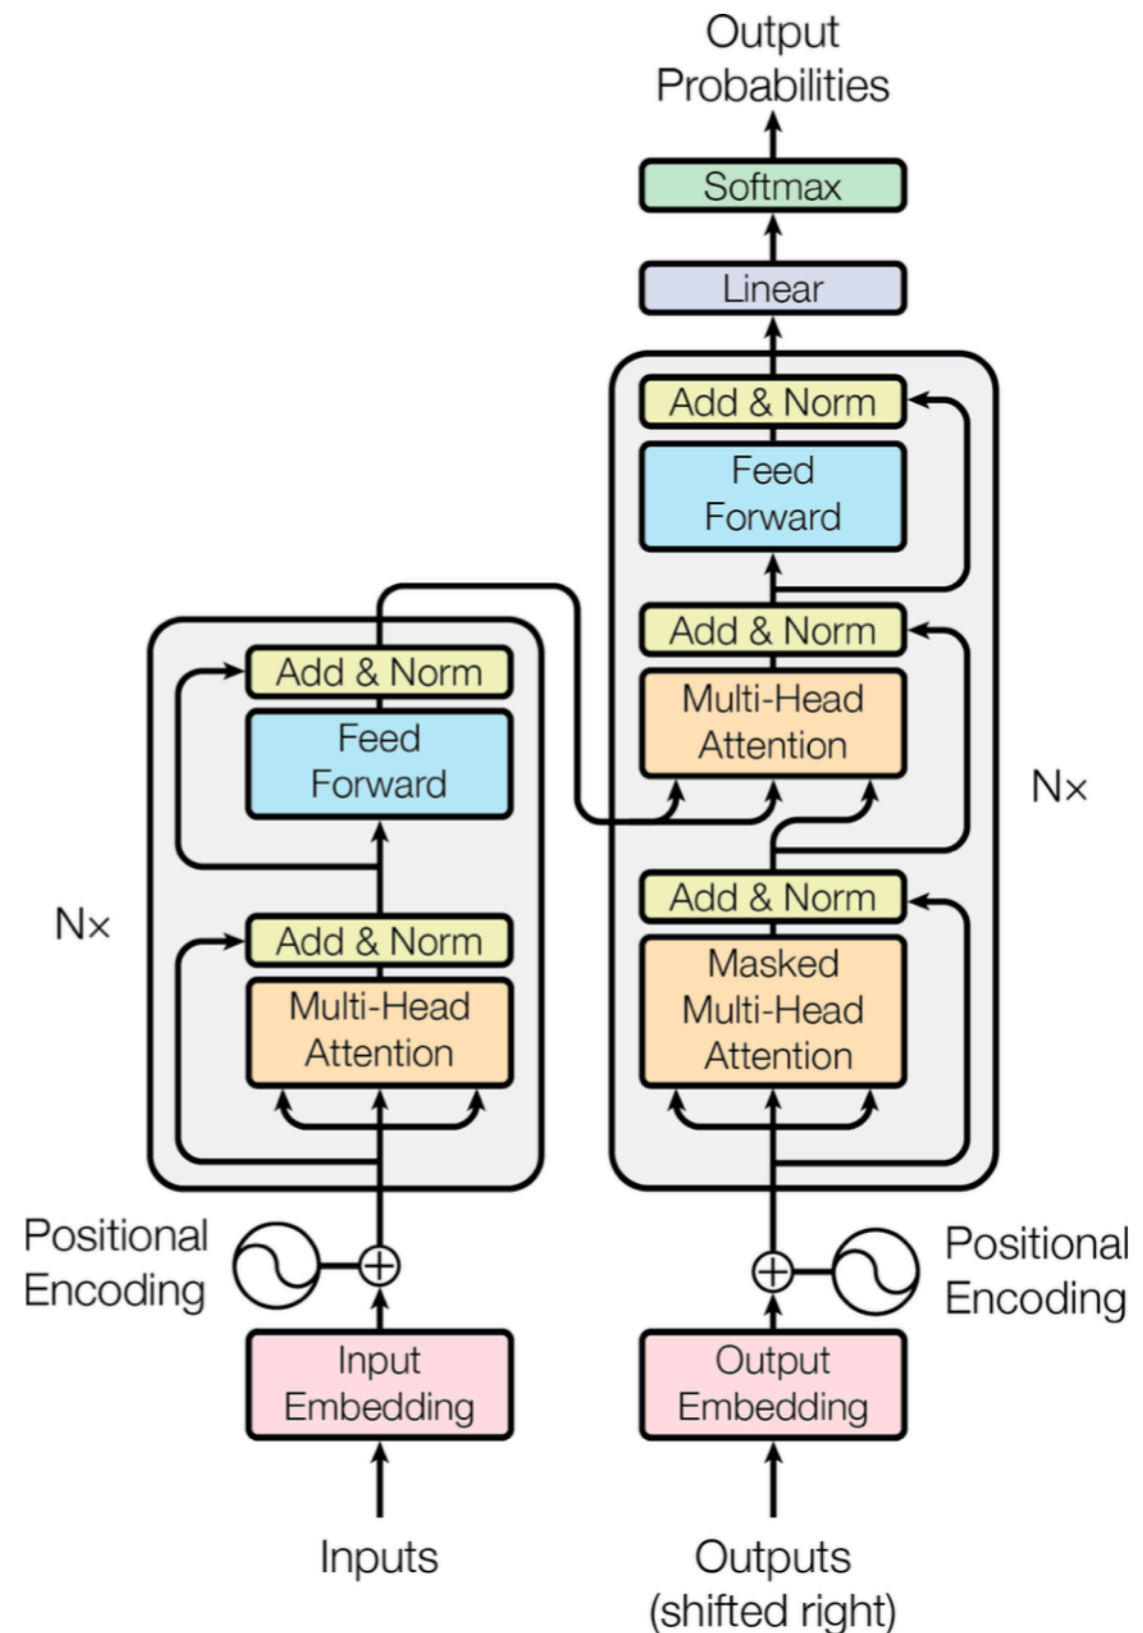 Output
Probabilities
Softmax
Linear
Add & Norm
Feed
Forward
Add & Norm
Multi-Head
Attention
N×
Add & Norm
Masked
Multi-Head
Attention
Add & Norm
Feed
Forward
N×
Add & Norm
Multi-Head
Attention
Positional
Encoding
Positional
Encoding
Input
Embedding
Output
Embedding
Inputs
Outputs
(shifted right)